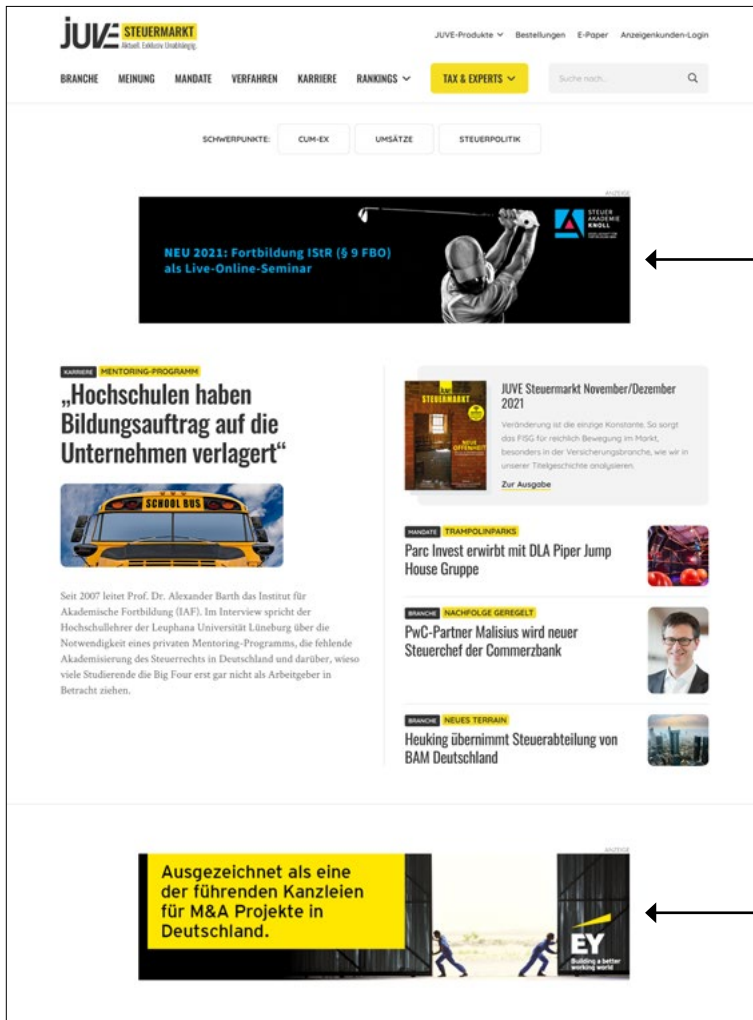 JUVE STEUERMARKT
Aktuell. Exklusiv. Unabhängig.
JUVE-Produkte Bestellungen E-Paper Anzeigenkunden-Login
BRANCHE MEINUNG MANDATE VERFAHREN KARRIERE RANKINGS TAX & EXPERTS Suche nach...
SCHWERPUNKTE: CUM-EX UMSÄTZE STEUERPOLITIK
ANZEIGE
STEUER
AKADEMIE
KNOLL
NEU 2021: Fortbildung IStR (§ 9 FBO)
als Live-Online-Seminar
KARRIERE MENTORING-PROGRAMM
„Hochschulen haben
Bildungsauftrag auf die
Unternehmen verlagert“
SCHOOL BUS
Seit 2007 leitet Prof. Dr. Alexander Barth das Institut für
Akademische Fortbildung (IAF). Im Interview spricht der
Hochschullehrer der Leuphana Universität Lüneburg über die
Notwendigkeit eines privaten Mentoring-Programms, die fehlende
Akademisierung des Steuerrechts in Deutschland und darüber, wieso
viele Studierende die Big Four erst gar nicht als Arbeitgeber in
Betracht ziehen.
STEUERMARKT
NEUE
OFFENHEIT
JUVE Steuermarkt November/Dezember
2021
Veränderung ist die einzige Konstante. So sorgt
das FISG für reichlich Bewegung im Markt,
besonders in der Versicherungsbranche, wie wir in
unserer Titelgeschichte analysieren.
Zur Ausgabe
MANDATE TRAMPOLINPARKS
Parc Invest erwirbt mit DLA Piper Jump
House Gruppe
BRANCHE NACHFOLGE GEREGELT
PwC-Partner Malisius wird neuer
Steuerchef der Commerzbank
BRANCHE NEUES TERRAIN
Heuking übernimmt Steuerabteilung von
BAM Deutschland
ANZEIGE
Ausgezeichnet als eine
der führenden Kanzleien
für M&A Projekte in
Deutschland.
EY
Building a better
working world